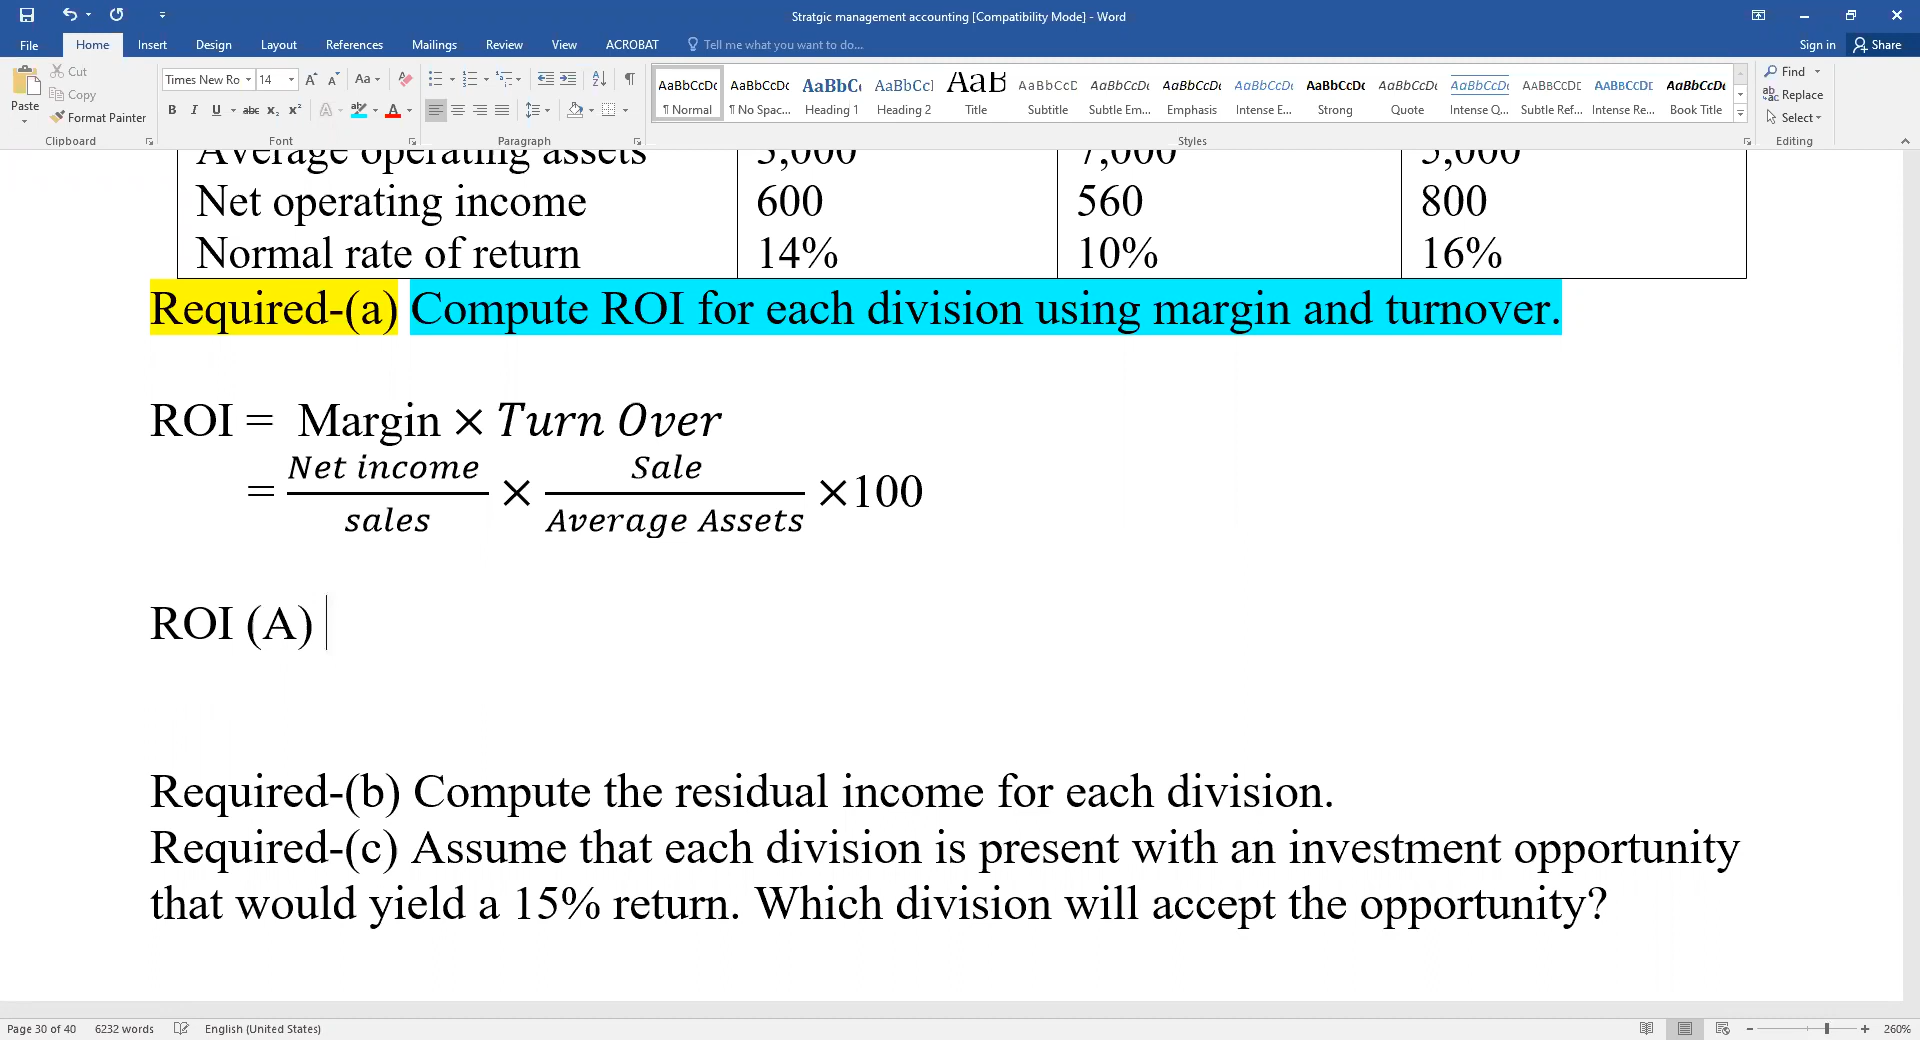 Stratgic management accounting [Compatibility Mode] - Word
File Home Insert Design Layout References Mailings Review View ACROBAT Tell me what you want to do... Sign in Share
Paste Cut Copy Format Painter
Times New Ro 14
AaBbCcDc AaBbCcDc AaBbCc AaBbCcI AaB AaBbCcD AaBbCcDc AaBbCcDc AaBbCcDc AaBbCcDc AaBbCcDc AaBbCcDc AABBCCDE AABBCCDE AaBbCcDc
¶ Normal ¶ No Spac... Heading 1 Heading 2 Title Subtitle Subtle Em... Emphasis Intense E... Strong Quote Intense Q... Subtle Ref... Intense Re... Book Title
Find Replace Select
Clipboard Font Paragraph Styles Editing
Average operating assets 7,000
Net operating income 600 560 800
Normal rate of return 14% 10% 16%
Required-(a) Compute ROI for each division using margin and turnover.
ROI = Margin × Turn Over
= Net income / sales × Sale / Average Assets ×100
ROI (A)
Required-(b) Compute the residual income for each division.
Required-(c) Assume that each division is present with an investment opportunity
that would yield a 15% return. Which division will accept the opportunity?
Page 30 of 40 6232 words English (United States) 260%